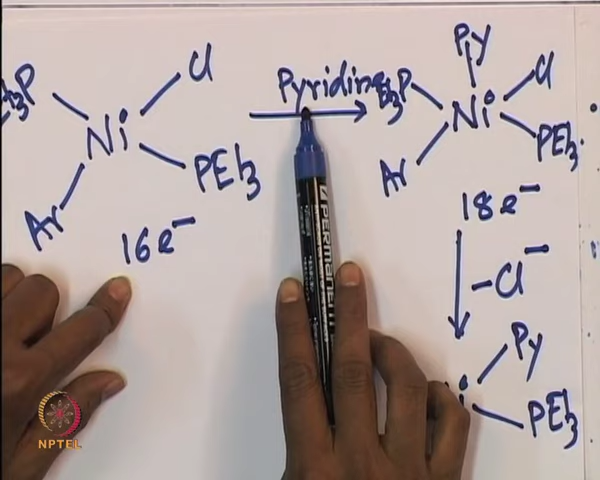 Et3P Cl
Ni
Ar PEt3
16e−
Pyridine
Py
Et3P Cl
Ni
Ar PEt3.
18e−
−Cl−
Py
PEt3
PERMANENT
NPTEL